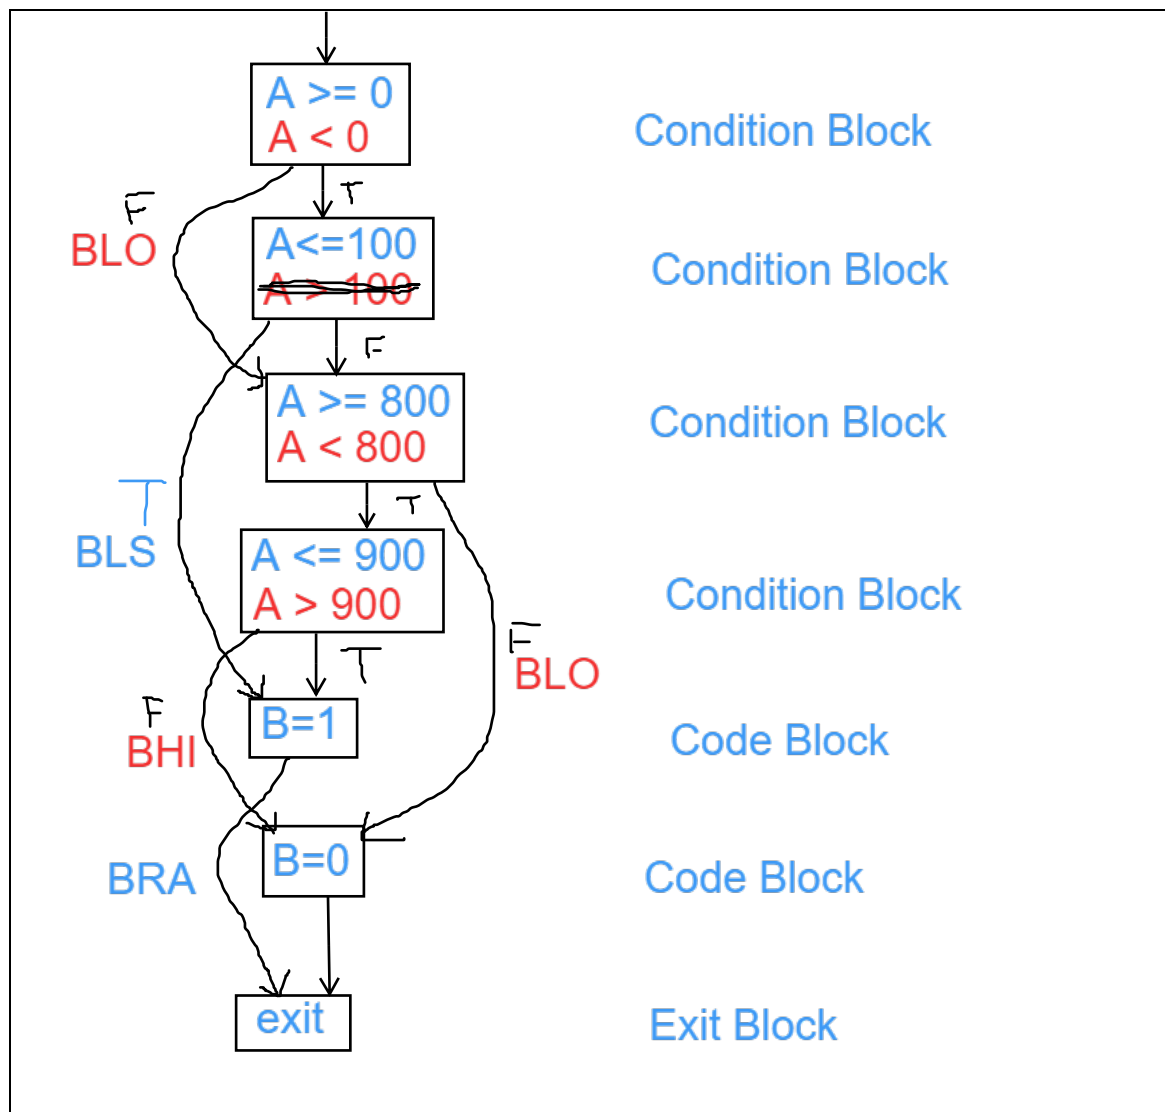 A >= 0
A < 0
Condition Block
T
F
BLO
A<=100
A > 100
Condition Block
F
A >= 800
A < 800
Condition Block
T
T
BLS
A <= 900
A > 900
Condition Block
T
F
BLO
F
BHI
B=1
Code Block
BRA
B=0
Code Block
exit
Exit Block